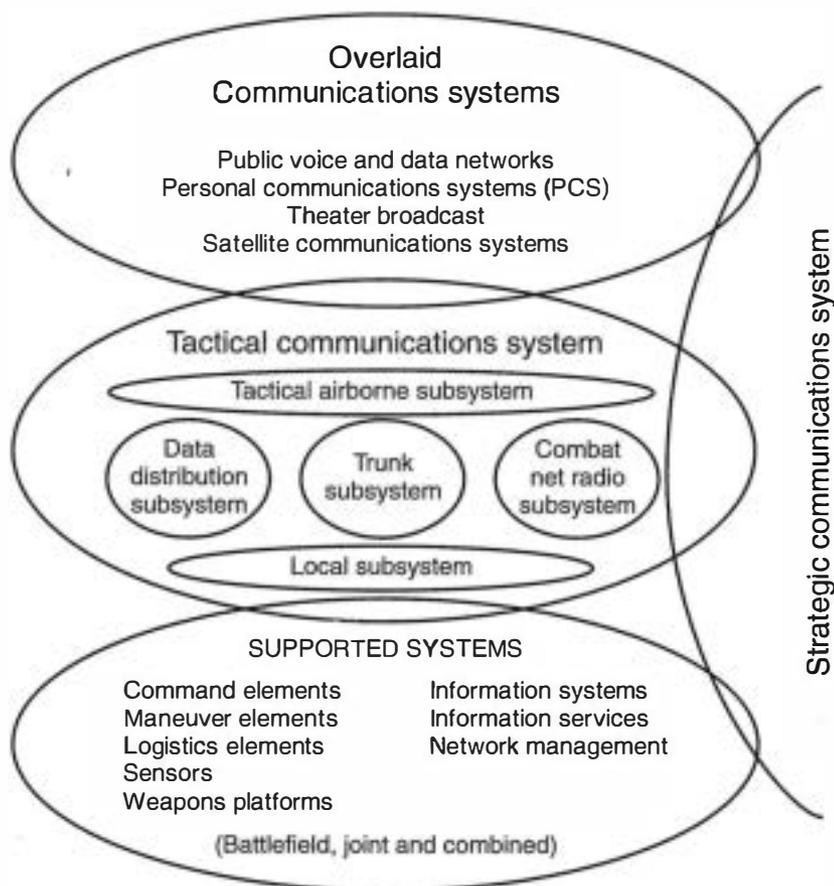 Overlaid
Communications systems
Public voice and data networks
Personal communications systems (PCS)
Theater broadcast
Satellite communications systems
Tactical communications system
Tactical airborne subsystem
Data
distribution
subsystem
Trunk
subsystem
Combat
net radio
subsystem
Local subsystem
SUPPORTED SYSTEMS
Command elements
Maneuver elements
Logistics elements
Sensors
Weapons platforms
Information systems
Information services
Network management
(Battlefield, joint and combined)
Strategic communications system